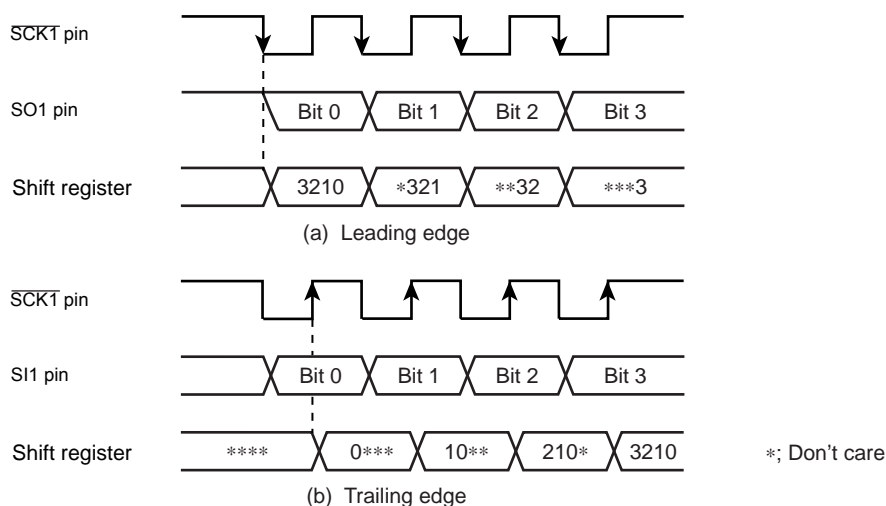 SCK1 pin
SO1 pin Bit 0 Bit 1 Bit 2 Bit 3
Shift register 3210 *321 **32 ***3
(a) Leading edge
SCK1 pin
SI1 pin Bit 0 Bit 1 Bit 2 Bit 3
Shift register **** 0*** 10** 210* 3210 *; Don't care
(b) Trailing edge